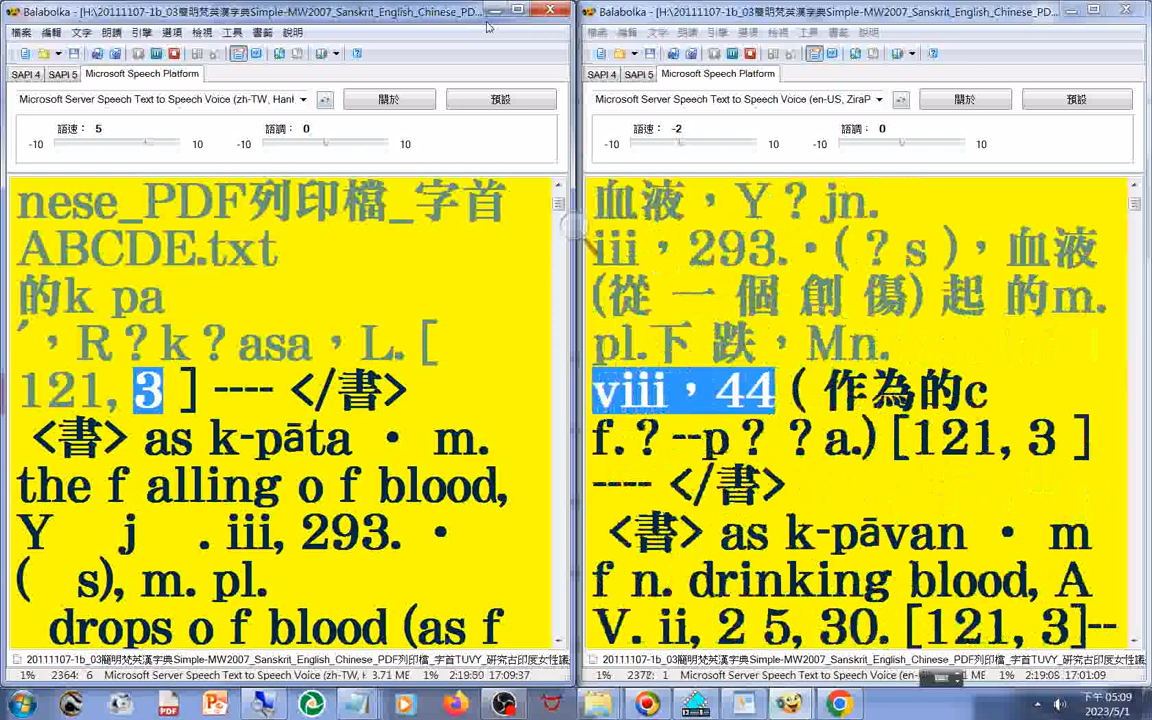 Balabolka - [H:\20111107-1b_03簡明梵英漢字典Simple-MW2007_Sanskrit_English_Chinese_PD...
檔案 編輯 文字 朗讀 引擎 選項 檢視 工具 書籤 說明
SAPI 4 SAPI 5 Microsoft Speech Platform
Microsoft Server Speech Text to Speech Voice (zh-TW, Han
關於 預設
語速： 5 語調： 0
-10 10 -10 10
nese_PDF列印檔_字首
ABCDE.txt
的k pa
´，R？k？asa，L. [
121, 3 ] ---- </書>
<書> as k-pāta • m.
the f alling o f blood,
Y j . iii, 293. •
( s), m. pl.
drops o f blood (as f
20111107-1b_03簡明梵英漢字典Simple-MW2007_Sanskrit_English_Chinese_PDF列印檔_字首TUVY_研究古印度女性議
1% 2364: 6 Microsoft Server Speech Text to Speech Voice (zh-TW, H 3.71 MB 1% 2:19:59 17:09:37
Balabolka - [H:\20111107-1b_03簡明梵英漢字典Simple-MW2007_Sanskrit_English_Chinese_PD...
檔案 編輯 文字 朗讀 引擎 選項 檢視 工具 書籤 說明
SAPI 4 SAPI 5 Microsoft Speech Platform
Microsoft Server Speech Text to Speech Voice (en-US, ZiraP
關於 預設
語速： -2 語調： 0
-10 10 -10 10
血液，Y？jn.
iii，293.•(？s )，血液
(從 一 個 創 傷) 起 的m.
pl.下 跌，Mn.
viii，44 ( 作為的c
f.？--p？？a.) [121, 3 ]
---- </書>
<書> as k-pāvan • m
f n. drinking blood, A
V. ii, 2 5, 30. [121, 3]--
20111107-1b_03簡明梵英漢字典Simple-MW2007_Sanskrit_English_Chinese_PDF列印檔_字首TUVY_研究古印度女性議
1% 2372: 1 Microsoft Server Speech Text to Speech Voice (en-us 1% 2:19:08 17:01:09
PDF
下午 05:09
2023/5/1